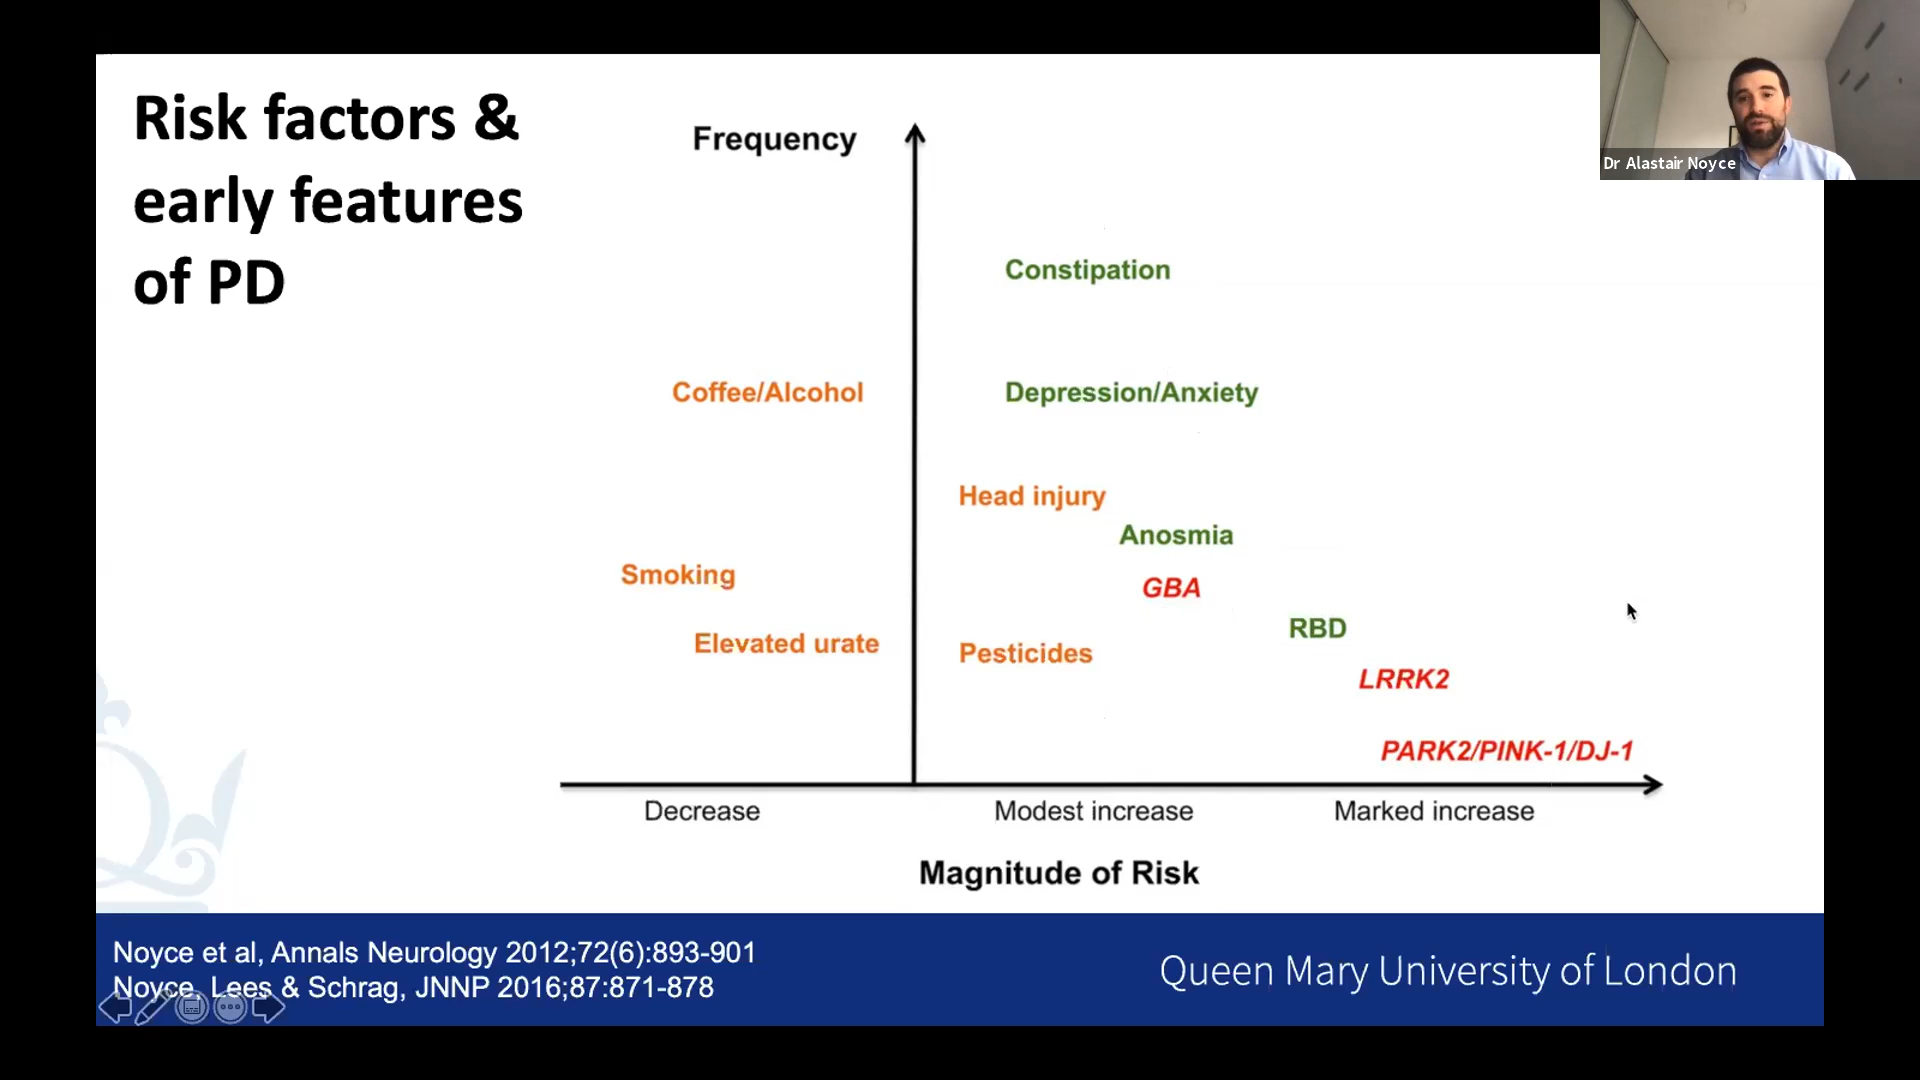 Risk factors &
early features
of PD
Frequency
Constipation
Coffee/Alcohol
Depression/Anxiety
Head injury
Anosmia
Smoking
GBA
RBD
Elevated urate
Pesticides
LRRK2
PARK2/PINK-1/DJ-1
Decrease
Modest increase
Marked increase
Magnitude of Risk
Noyce et al, Annals Neurology 2012;72(6):893-901
Noyce, Lees & Schrag, JNNP 2016;87:871-878
Queen Mary University of London
Dr Alastair Noyce